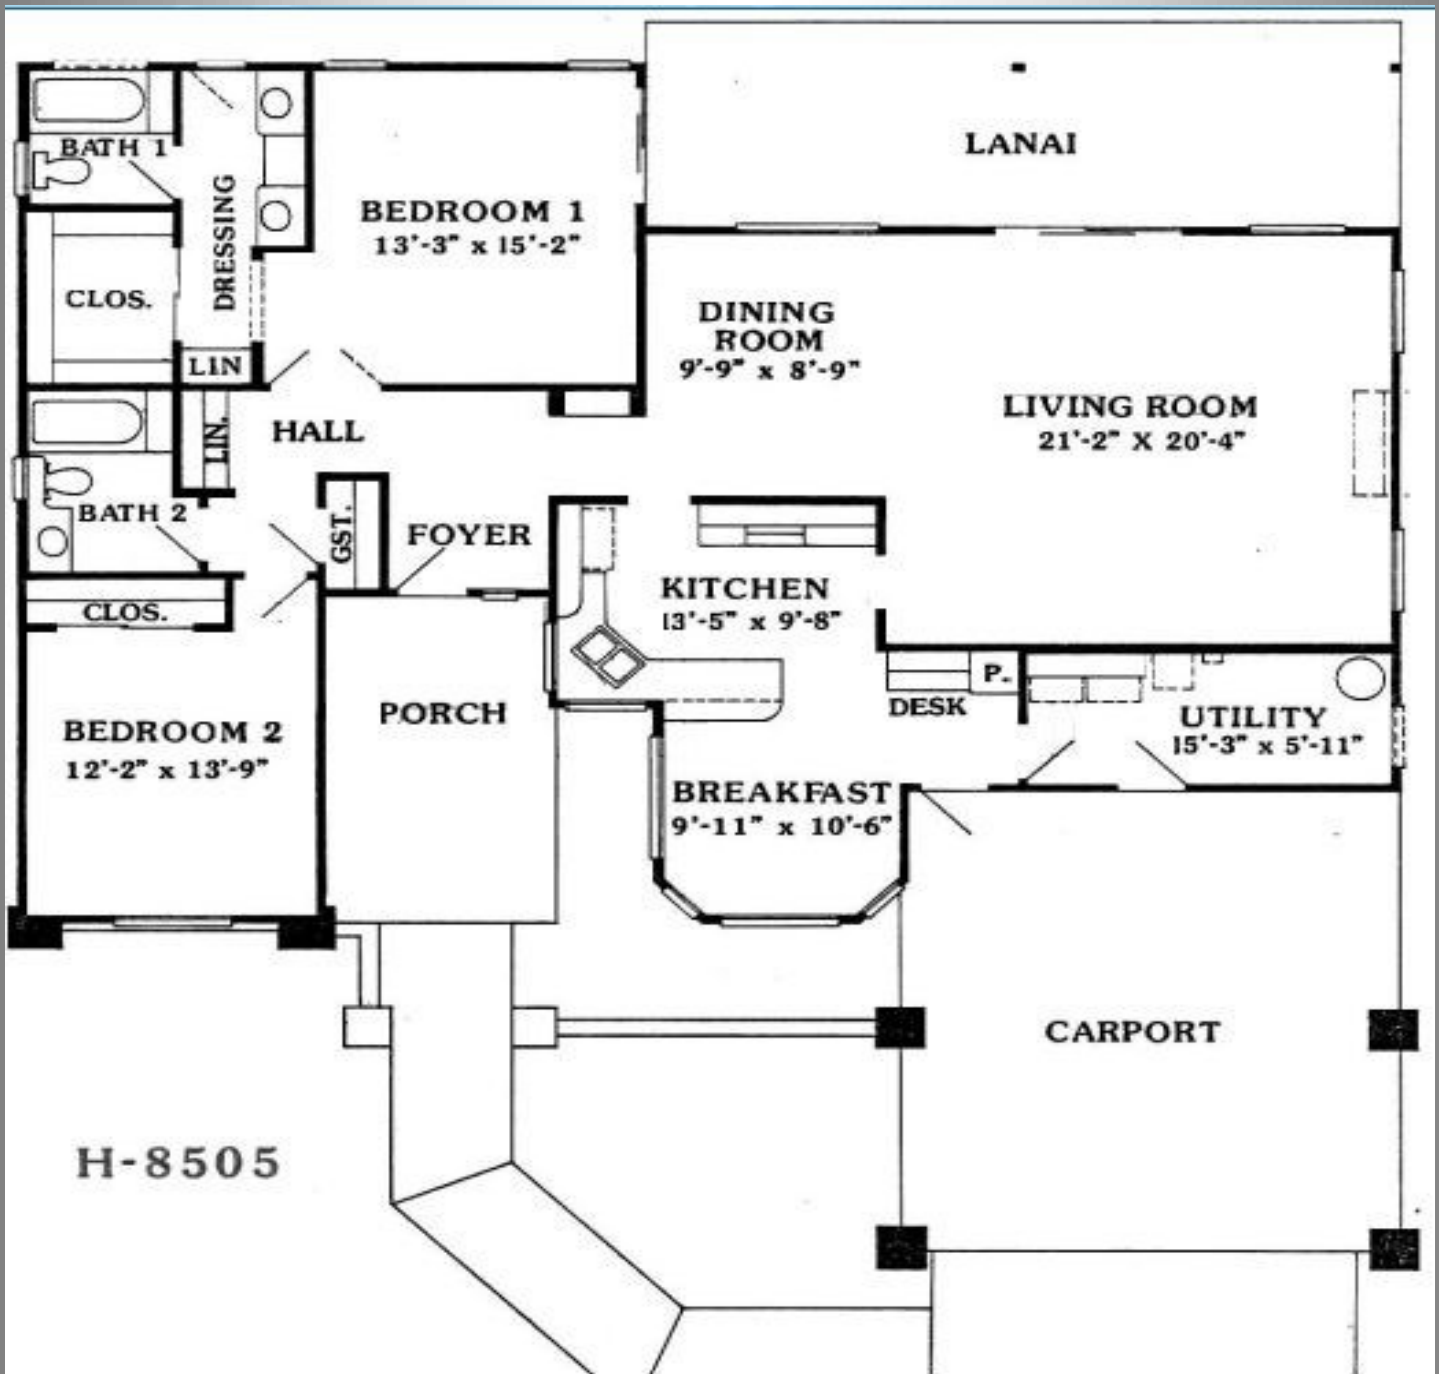 BATH 1
DRESSING
BEDROOM 1
13'-3" x 15'-2"
LANAI
CLOS.
LIN
DINING
ROOM
9'-9" x 8'-9"
LIVING ROOM
21'-2" X 20'-4"
LIN.
HALL
BATH 2
GST.
FOYER
KITCHEN
13'-5" x 9'-8"
CLOS.
P.
DESK
PORCH
BEDROOM 2
12'-2" x 13'-9"
UTILITY
15'-3" x 5'-11"
BREAKFAST
9'-11" x 10'-6"
CARPORT
H-8505